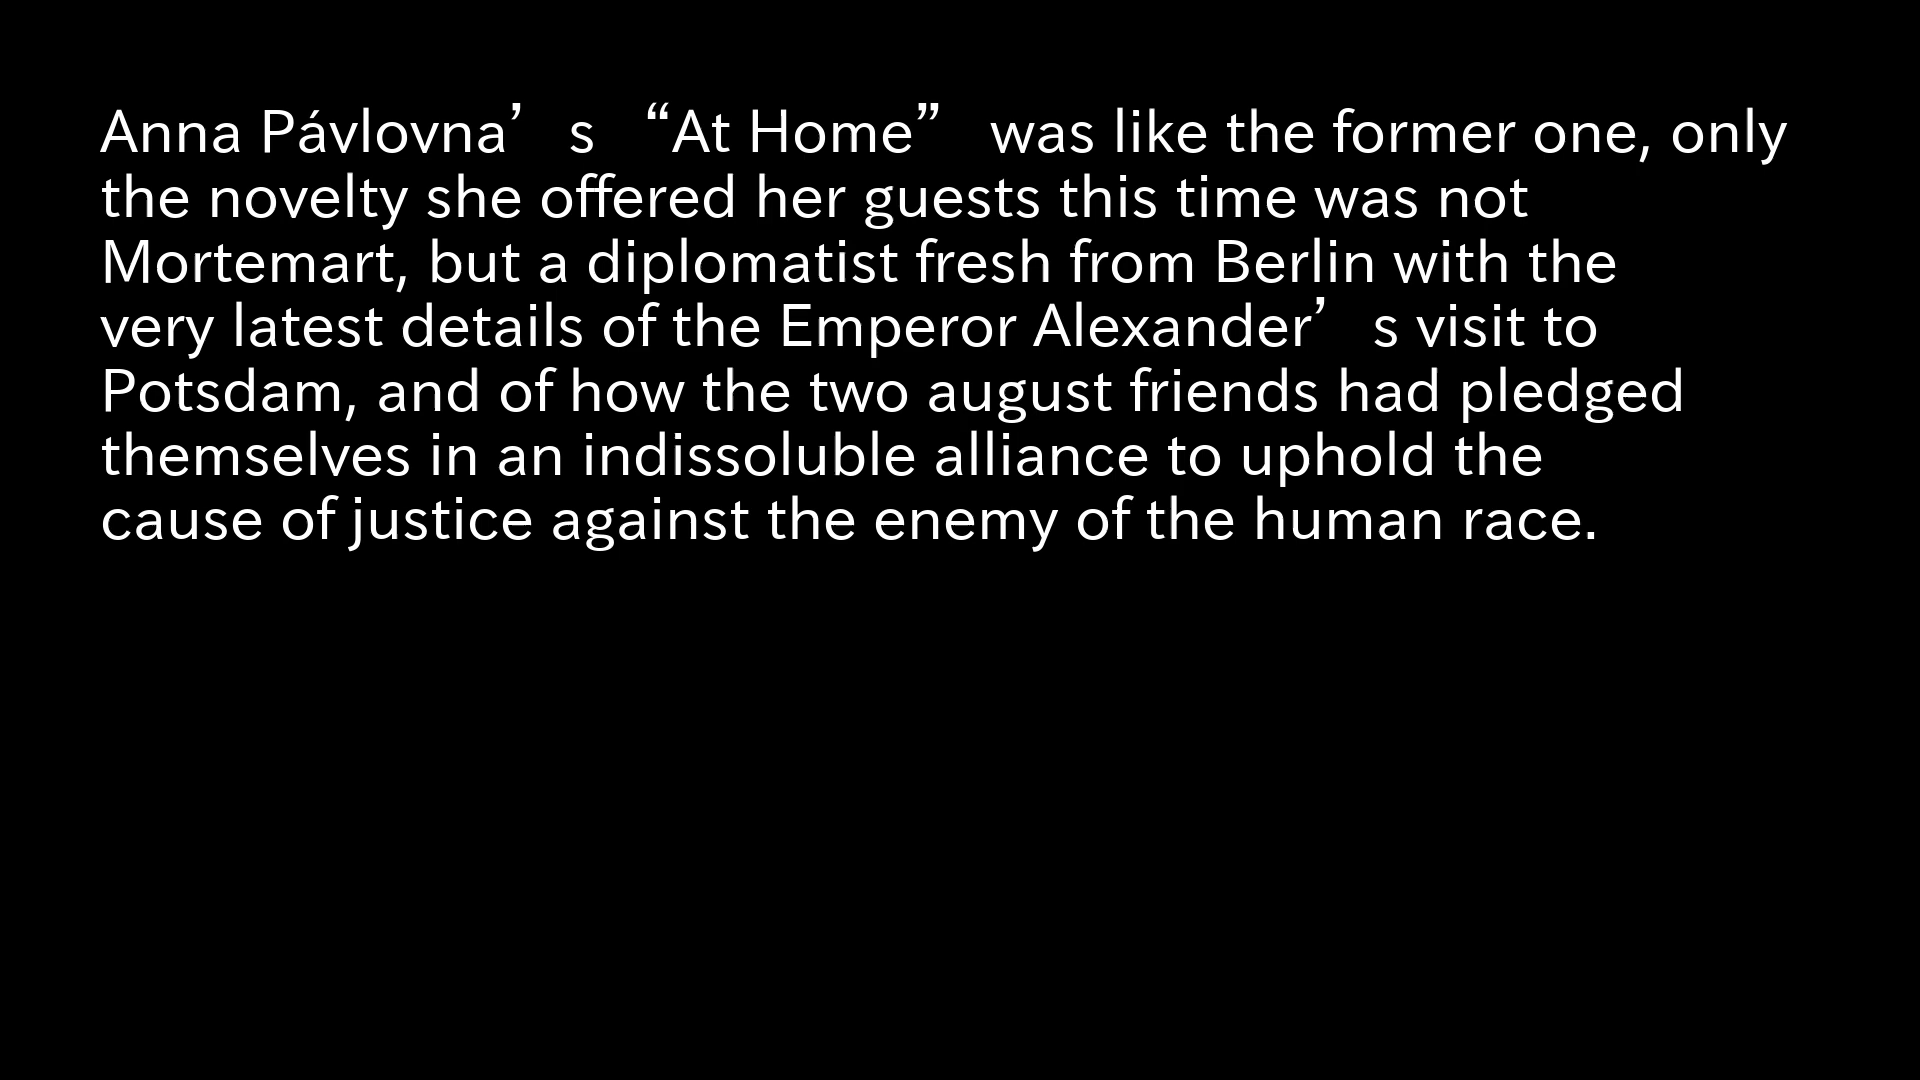 Anna Pávlovna’s “At Home” was like the former one, only
the novelty she offered her guests this time was not
Mortemart, but a diplomatist fresh from Berlin with the
very latest details of the Emperor Alexander’s visit to
Potsdam, and of how the two august friends had pledged
themselves in an indissoluble alliance to uphold the
cause of justice against the enemy of the human race.